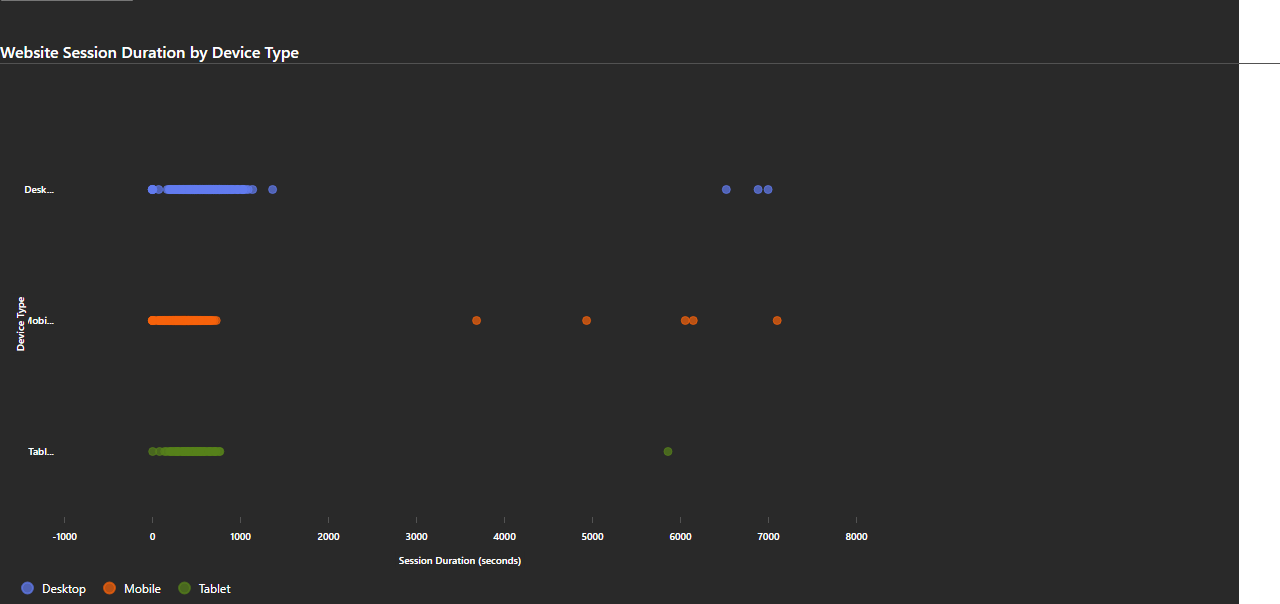 Website Session Duration by Device Type
Desk...
Device Type
Mobi...
Tabl...
-1000 0 1000 2000 3000 4000 5000 6000 7000 8000
Session Duration (seconds)
Desktop Mobile Tablet